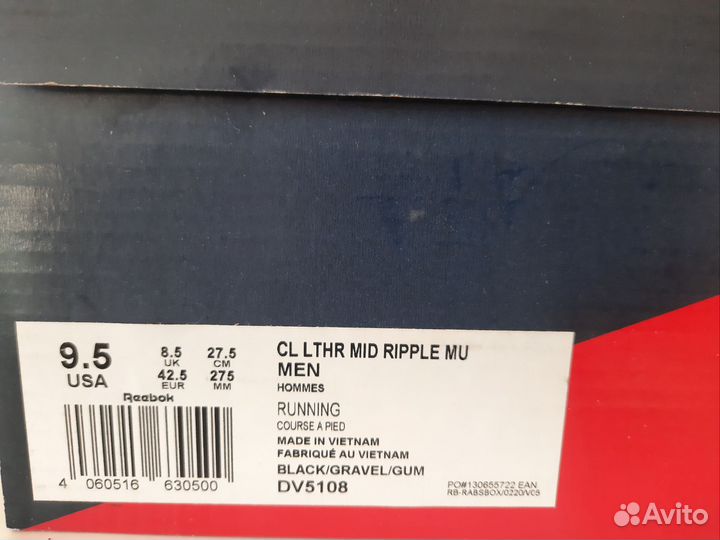 9.5
USA
8.5
UK
27.5
CM
42.5
EUR
275
MM
Reebok
4 060516 630500
CL LTHR MID RIPPLE MU
MEN
HOMMES
RUNNING
COURSE A PIED
MADE IN VIETNAM
FABRIQUÉ AU VIETNAM
BLACK/GRAVEL/GUM
DV5108
PO#130655722 EAN
RB-RABSBOX/0220/V05
Avito